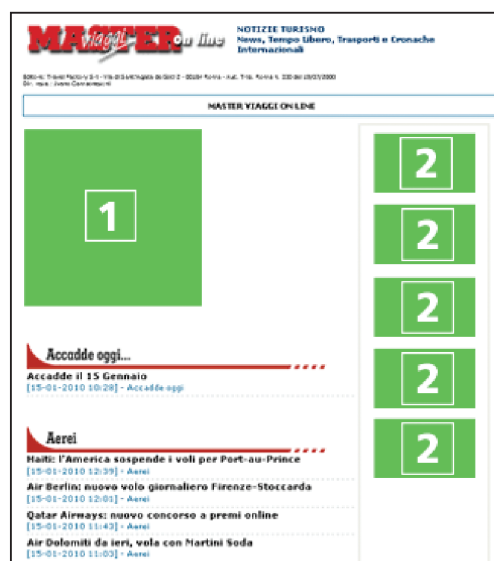 MASTER
viaggi
on line
NOTIZIE TURISNO
News, Tempo Libero, Trasporti e Cronache
Internazionali
MASTER VIAGGI ON LINE
1
2
2
2
2
2
Accadde oggi...
Accadde il 15 Gennaio
[15-01-2010 10:28] - Accadde oggi
Aerei
Haiti: l'America sospende i voli per Port-au-Prince
[15-01-2010 12:39] - Aerei
Air Berlin: nuovo volo giornaliero Firenze-Stoccarda
[15-01-2010 12:01] - Aerei
Qatar Airways: nuovo concorso a premi online
[15-01-2010 11:43] - Aerei
Air Dolomiti da ieri, vola con Martini Soda
[15-01-2010 11:03] - Aerei